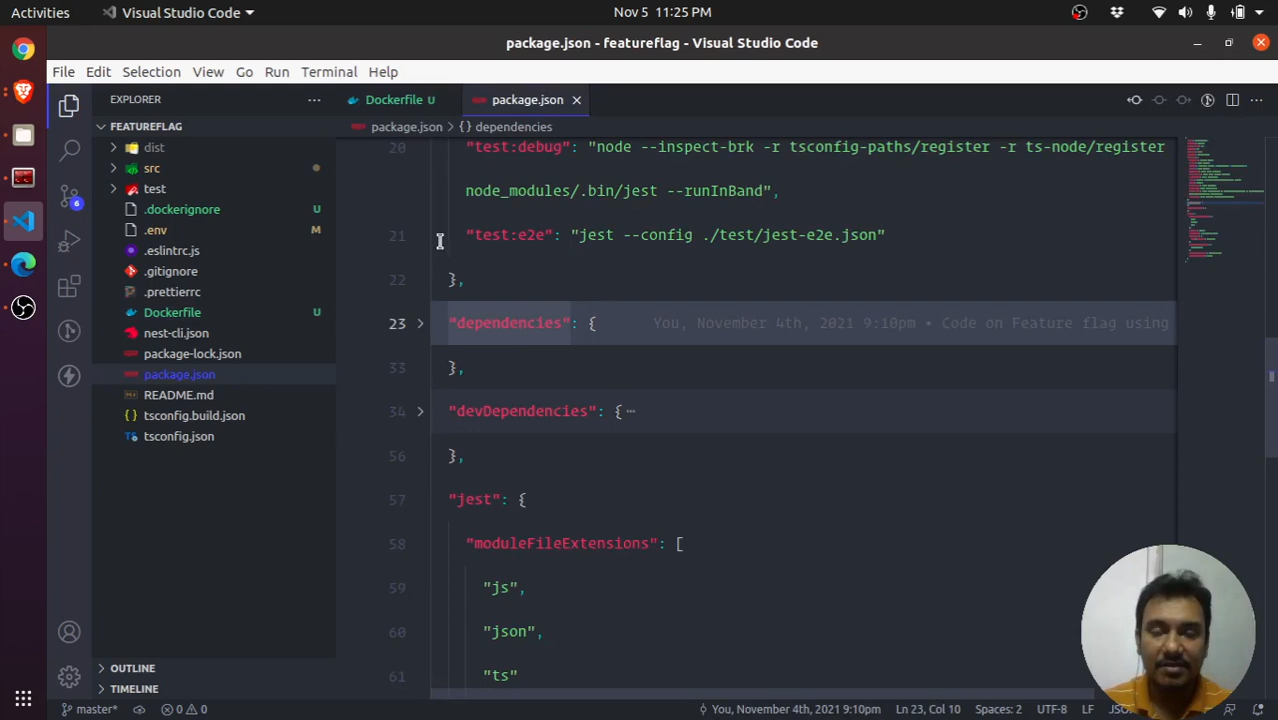 Activities
Visual Studio Code
Nov 5 11:25 PM
package.json - featureflag - Visual Studio Code
File Edit Selection View Go Run Terminal Help
EXPLORER
Dockerfile U
package.json
FEATUREFLAG
package.json
{} dependencies
dist
src
test
.dockerignore U
.env M
.eslintrc.js
.gitignore
.prettierrc
Dockerfile U
nest-cli.json
package-lock.json
package.json
README.md
{} tsconfig.build.json
TS tsconfig.json
OUTLINE
TIMELINE
6
20 "test:debug": "node --inspect-brk -r tsconfig-paths/register -r ts-node/register
node_modules/.bin/jest --runInBand",
21 "test:e2e": "jest --config ./test/jest-e2e.json"
22 },
23 "dependencies": { You, November 4th, 2021 9:10pm • Code on Feature flag using
33 },
34 "devDependencies": {⋯
56 },
57 "jest": {
58 "moduleFileExtensions": [
59 "js",
60 "json",
61 "ts"
master* 0 0 You, November 4th, 2021 9:10pm Ln 23, Col 10 Spaces: 2 UTF-8 LF